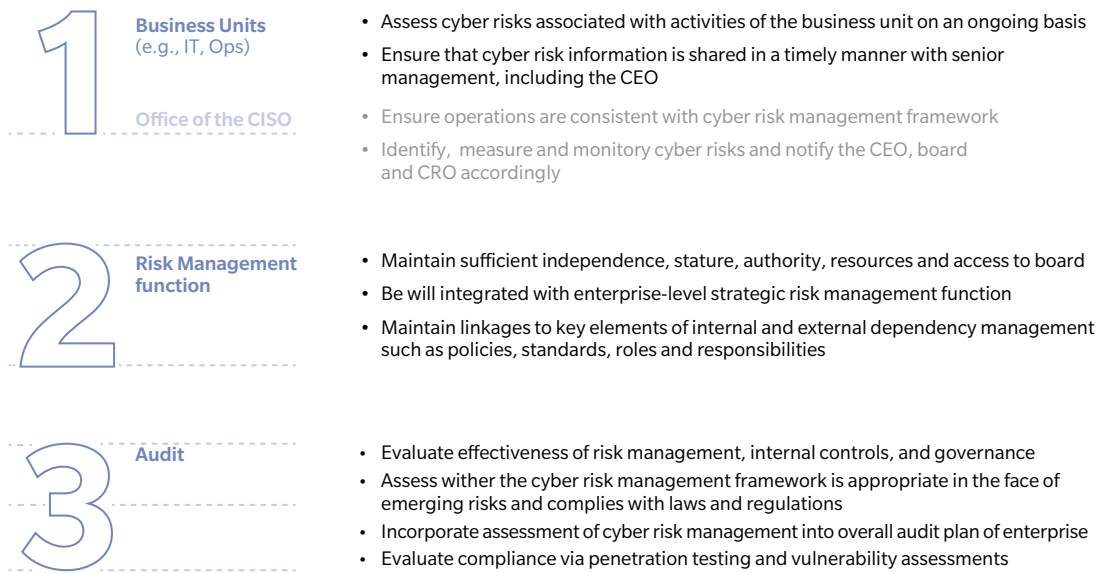 1
Business Units
(e.g., IT, Ops)
• Assess cyber risks associated with activities of the business unit on an ongoing basis
• Ensure that cyber risk information is shared in a timely manner with senior
management, including the CEO
Office of the CISO
• Ensure operations are consistent with cyber risk management framework
• Identify, measure and monitory cyber risks and notify the CEO, board
and CRO accordingly
2
Risk Management
function
• Maintain sufficient independence, stature, authority, resources and access to board
• Be will integrated with enterprise-level strategic risk management function
• Maintain linkages to key elements of internal and external dependency management
such as policies, standards, roles and responsibilities
3
Audit
• Evaluate effectiveness of risk management, internal controls, and governance
• Assess wither the cyber risk management framework is appropriate in the face of
emerging risks and complies with laws and regulations
• Incorporate assessment of cyber risk management into overall audit plan of enterprise
• Evaluate compliance via penetration testing and vulnerability assessments